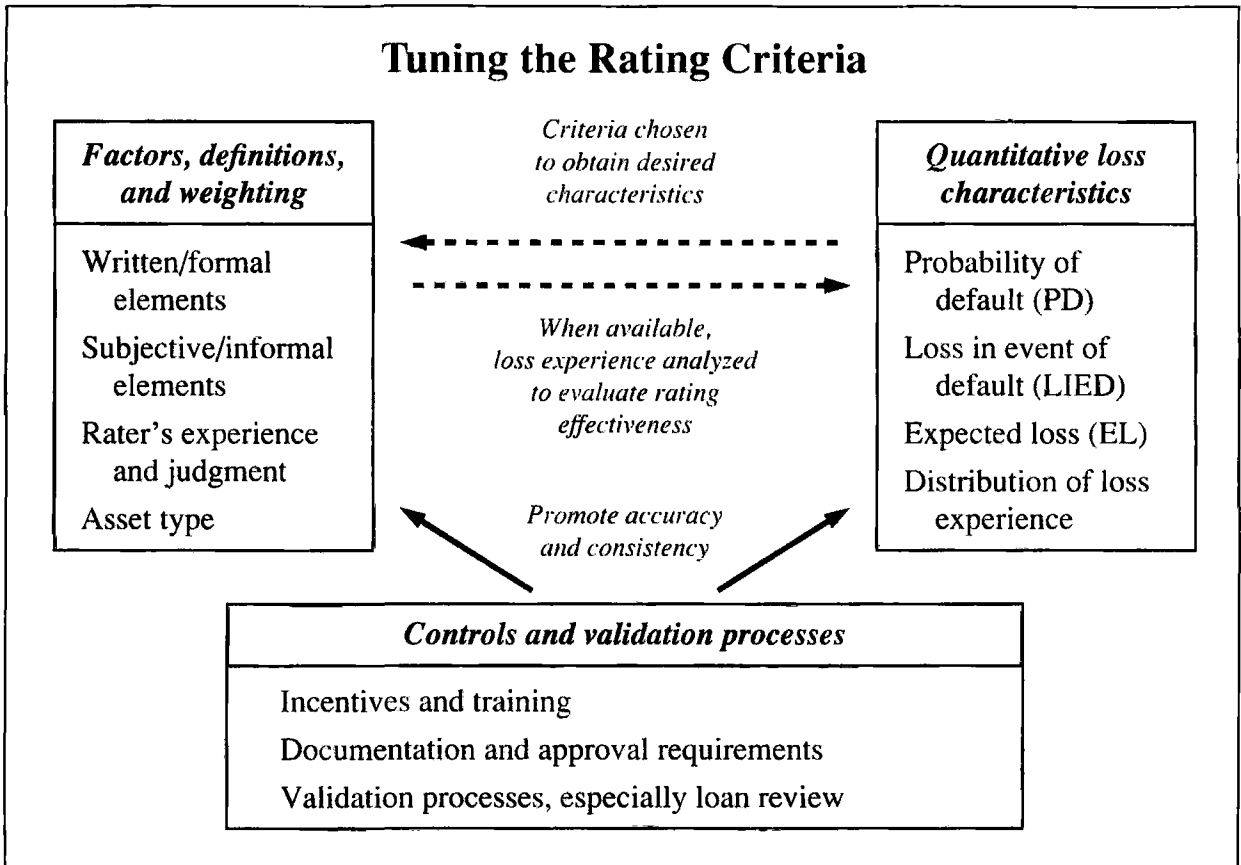 Tuning the Rating Criteria
Factors, definitions,
and weighting
Written/formal
elements
Subjective/informal
elements
Rater's experience
and judgment
Asset type
Criteria chosen
to obtain desired
characteristics
When available,
loss experience analyzed
to evaluate rating
effectiveness
Promote accuracy
and consistency
Quantitative loss
characteristics
Probability of
default (PD)
Loss in event of
default (LIED)
Expected loss (EL)
Distribution of loss
experience
Controls and validation processes
Incentives and training
Documentation and approval requirements
Validation processes, especially loan review